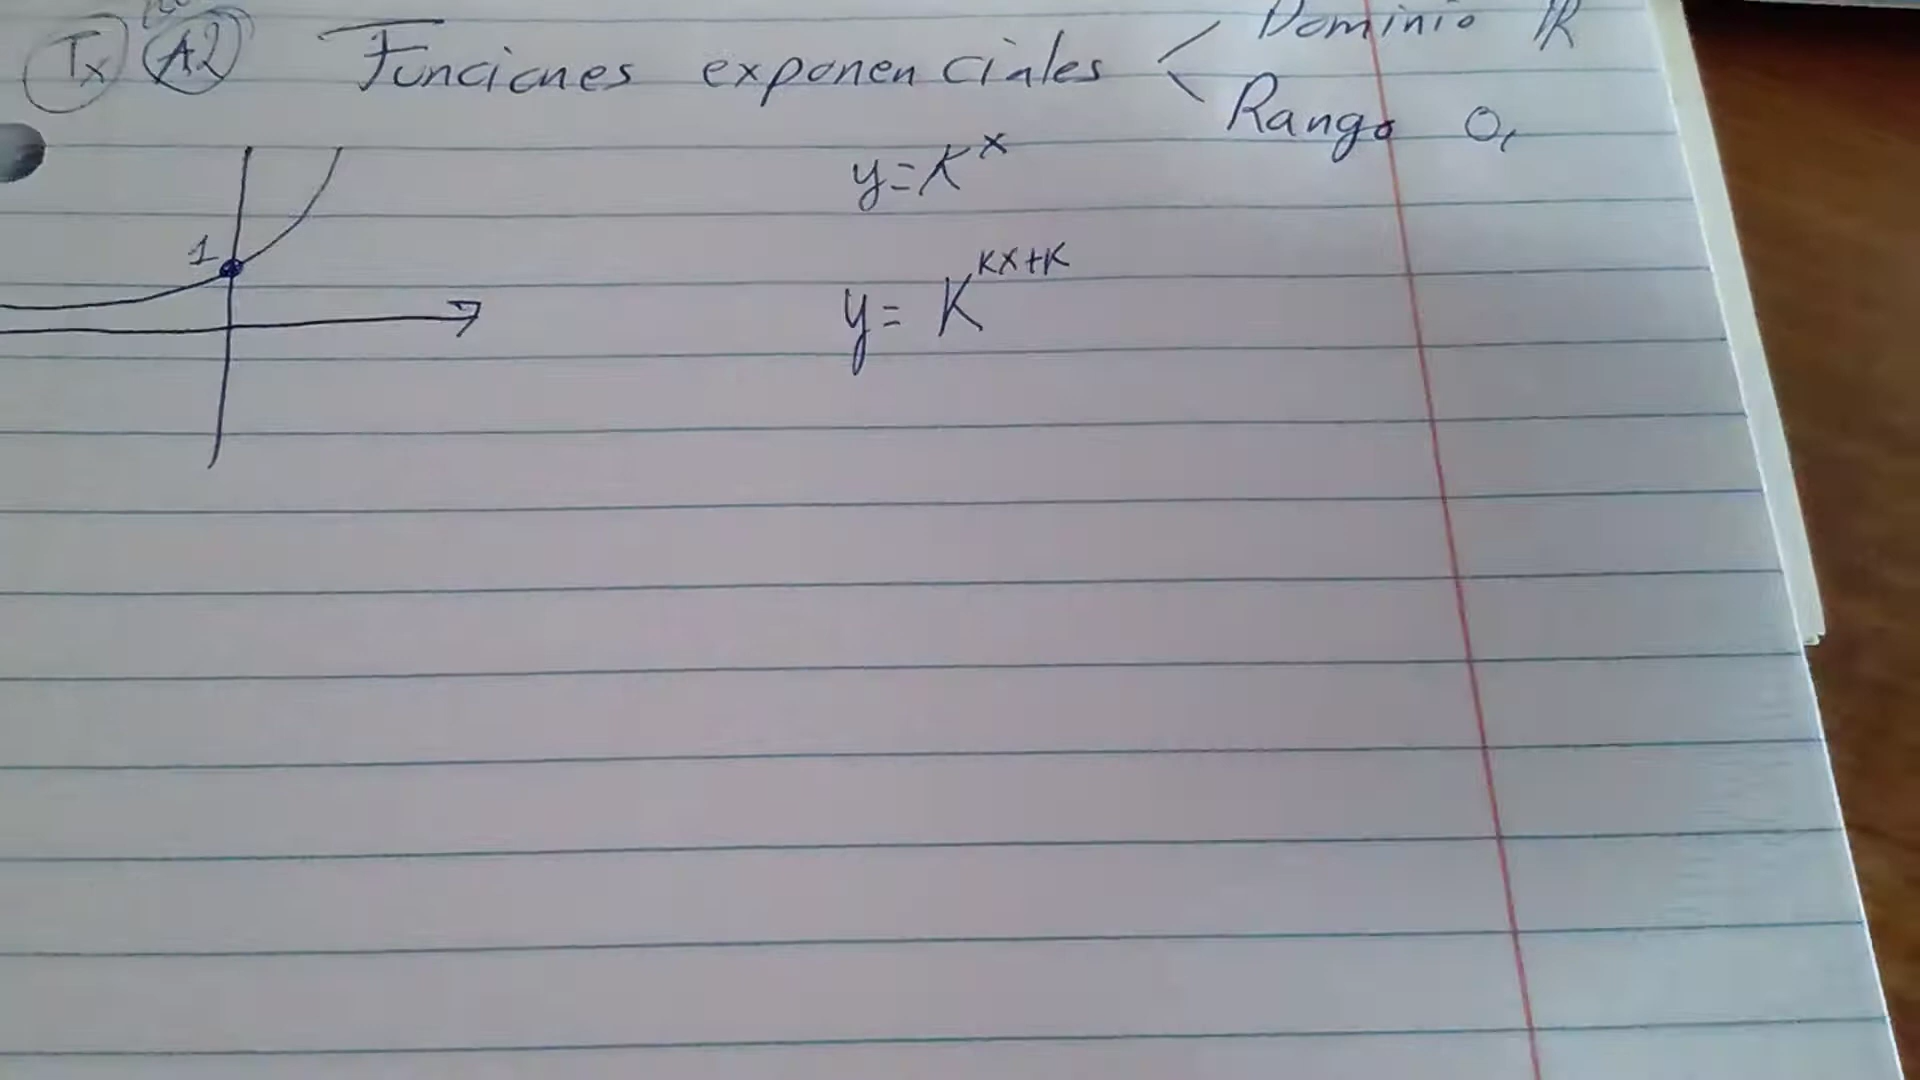 Tx A2 Funciones exponenciales < Dominio ℝ
Rango 0,
y=K^x
1
y= K^{Kx+K}